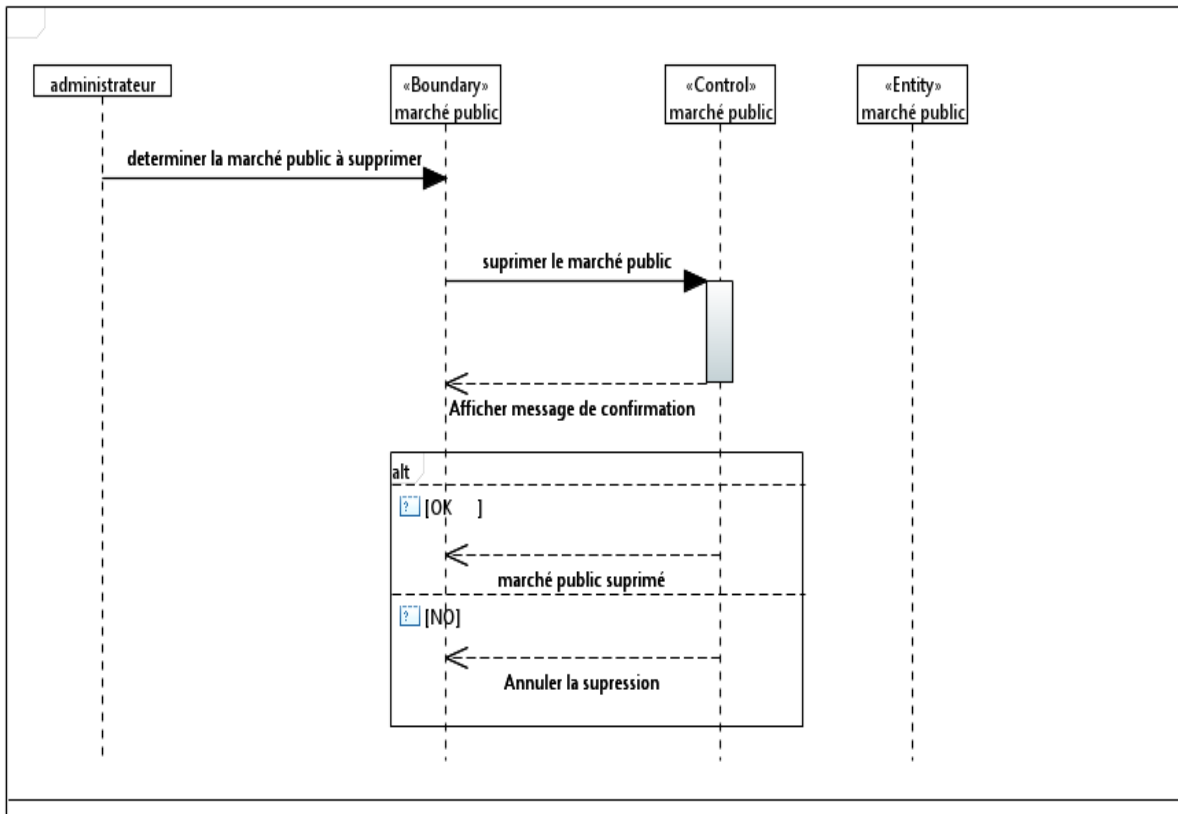 administrateur
«Boundary»
marché public
«Control»
marché public
«Entity»
marché public
determiner la marché public à supprimer
suprimer le marché public
Afficher message de confirmation
alt
? [OK ]
marché public suprimé
? [NO]
Annuler la supression